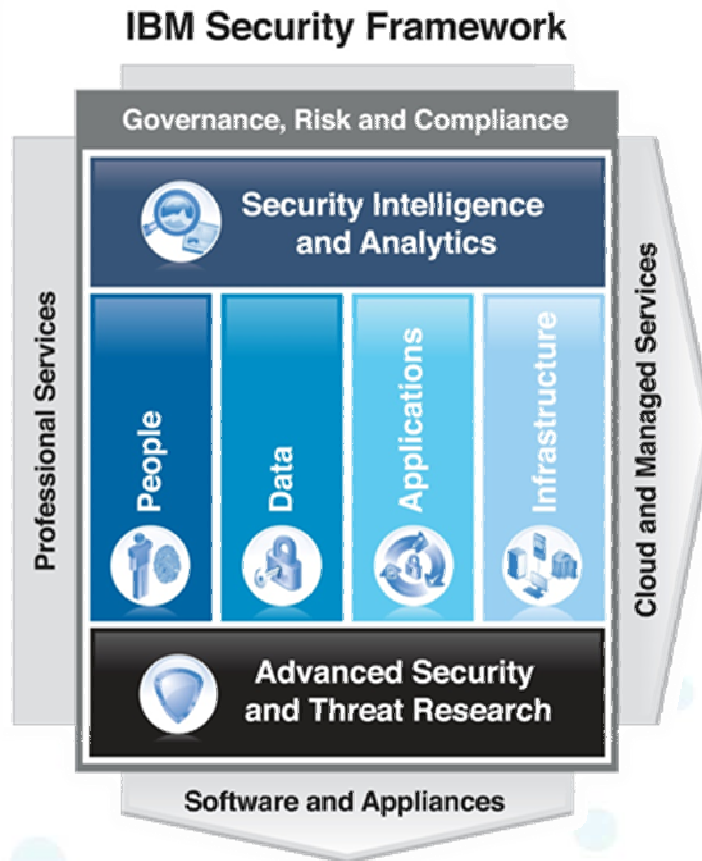 IBM Security Framework
Governance, Risk and Compliance
Security Intelligence
and Analytics
Professional Services
People
Data
Applications
Infrastructure
Cloud and Managed Services
Advanced Security
and Threat Research
Software and Appliances